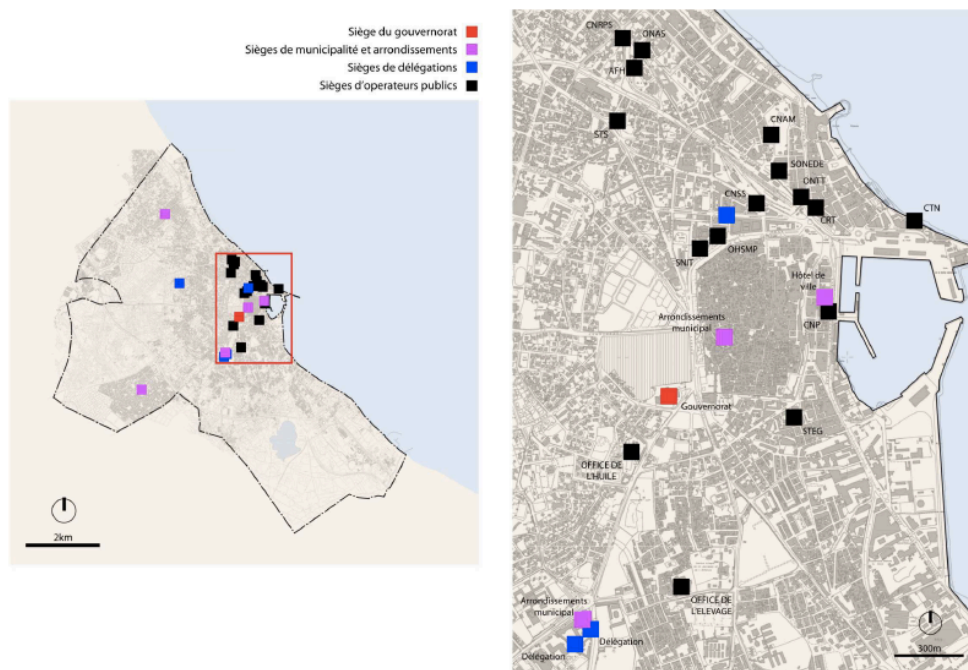 Siège du gouvernorat
Sièges de municipalité et arrondissements
Sièges de délégations
Sièges d'operateurs publics
2km
CNRPS
ONAS
AFH
STS
CNAM
SONEDE
ONTT
CNSS
CRT
CTN
OHSMP
SNIT
Hôtel de
ville
CNP
Arrondissements
municipal
Gouvernorat
STEG
OFFICE DE
L'HUILE
OFFICE DE
L'ELEVAGE
Arrondissements
municipal
Délégation
Délégation
300m